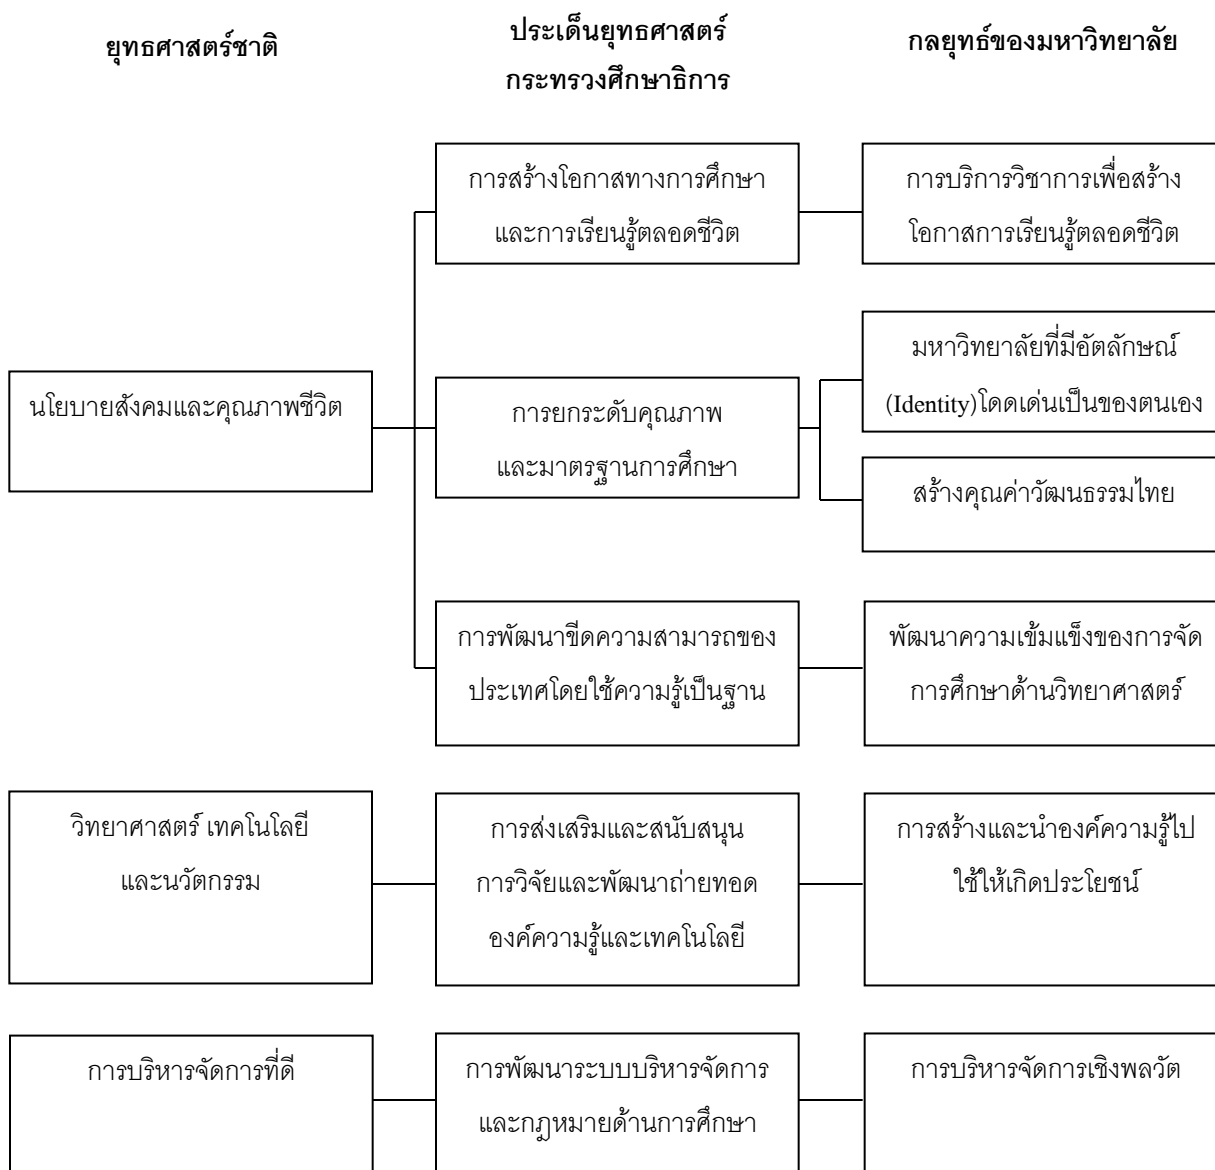 ยุทธศาสตร์ชาติ
ประเด็นยุทธศาสตร์
กระทรวงศึกษาธิการ
กลยุทธ์ของมหาวิทยาลัย
การสร้างโอกาสทางการศึกษา
และการเรียนรู้ตลอดชีวิต
การบริการวิชาการเพื่อสร้าง
โอกาสการเรียนรู้ตลอดชีวิต
นโยบายสังคมและคุณภาพชีวิต
การยกระดับคุณภาพ
และมาตรฐานการศึกษา
มหาวิทยาลัยที่มีอัตลักษณ์
(Identity)โดดเด่นเป็นของตนเอง
สร้างคุณค่าวัฒนธรรมไทย
การพัฒนาขีดความสามารถของ
ประเทศโดยใช้ความรู้เป็นฐาน
พัฒนาความเข้มแข็งของการจัด
การศึกษาด้านวิทยาศาสตร์
วิทยาศาสตร์ เทคโนโลยี
และนวัตกรรม
การส่งเสริมและสนับสนุน
การวิจัยและพัฒนาถ่ายทอด
องค์ความรู้และเทคโนโลยี
การสร้างและนำองค์ความรู้ไป
ใช้ให้เกิดประโยชน์
การบริหารจัดการที่ดี
การพัฒนาระบบบริหารจัดการ
และกฎหมายด้านการศึกษา
การบริหารจัดการเชิงพลวัต